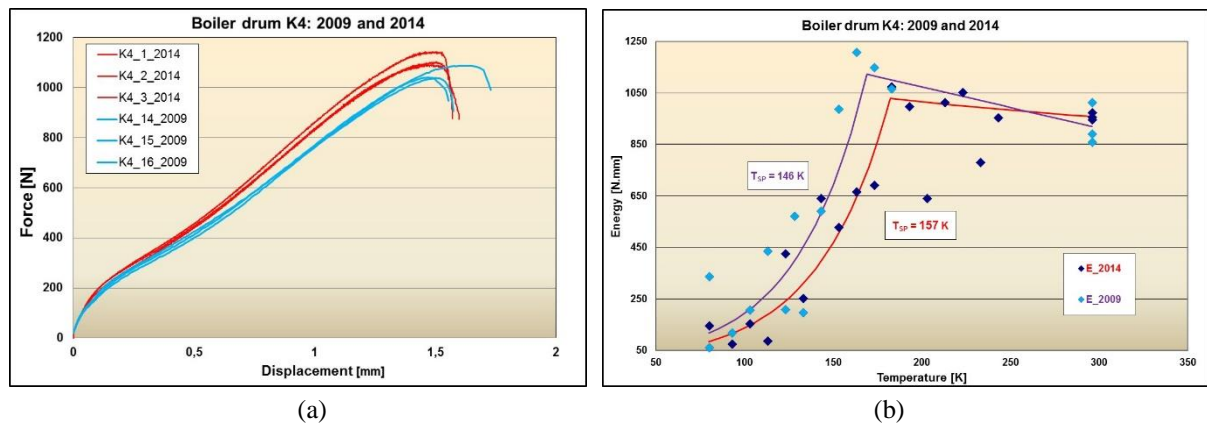 Boiler drum K4: 2009 and 2014
1200
1000
800
600
400
200
0
Force [N]
K4_1_2014
K4_2_2014
K4_3_2014
K4_14_2009
K4_15_2009
K4_16_2009
0 0,5 1 1,5 2
Displacement [mm]
(a)
Boiler drum K4: 2009 and 2014
1250
1050
850
650
450
250
50
Energy [N.mm]
TSP = 146 K
TSP = 157 K
E_2014
E_2009
50 100 150 200 250 300 350
Temperature [K]
(b)